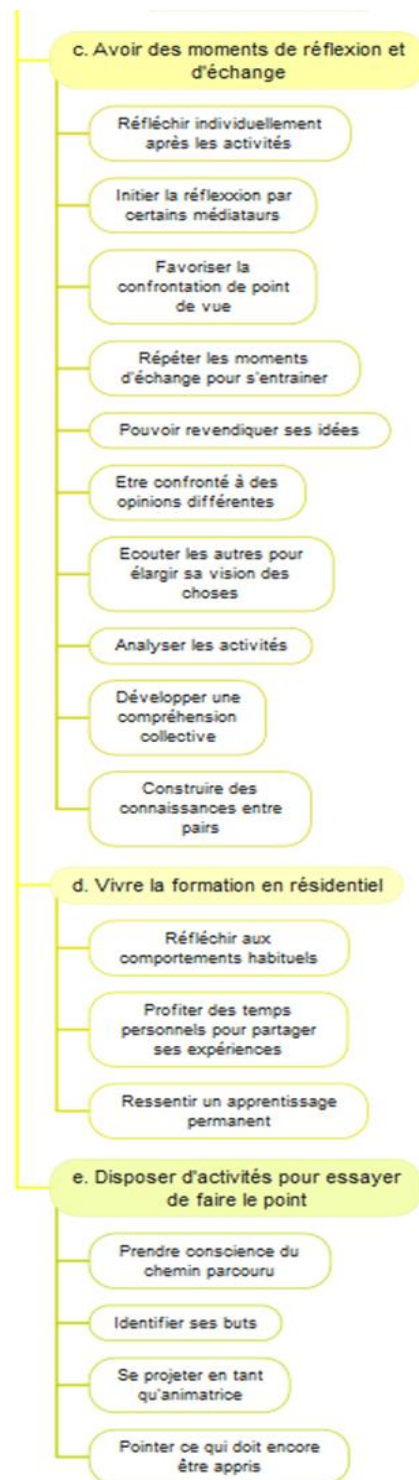 c. Avoir des moments de réflexion et
d'échange
Réfléchir individuellement
après les activités
Initier la réflexxion par
certains médiataurs
Favoriser la
confrontation de point
de vue
Répéter les moments
d'échange pour s'entrainer
Pouvoir revendiquer ses idées
Etre confronté à des
opinions différentes
Ecouter les autres pour
élargir sa vision des
choses
Analyser les activités
Développer une
compréhension
collective
Construire des
connaissances entre
pairs
d. Vivre la formation en résidentiel
Réfléchir aux
comportements habituels
Profiter des temps
personnels pour partager
ses expériences
Ressentir un apprentissage
permanent
e. Disposer d'activités pour essayer
de faire le point
Prendre conscience du
chemin parcouru
Identifier ses buts
Se projeter en tant
qu'animatrice
Pointer ce qui doit encore
être appris